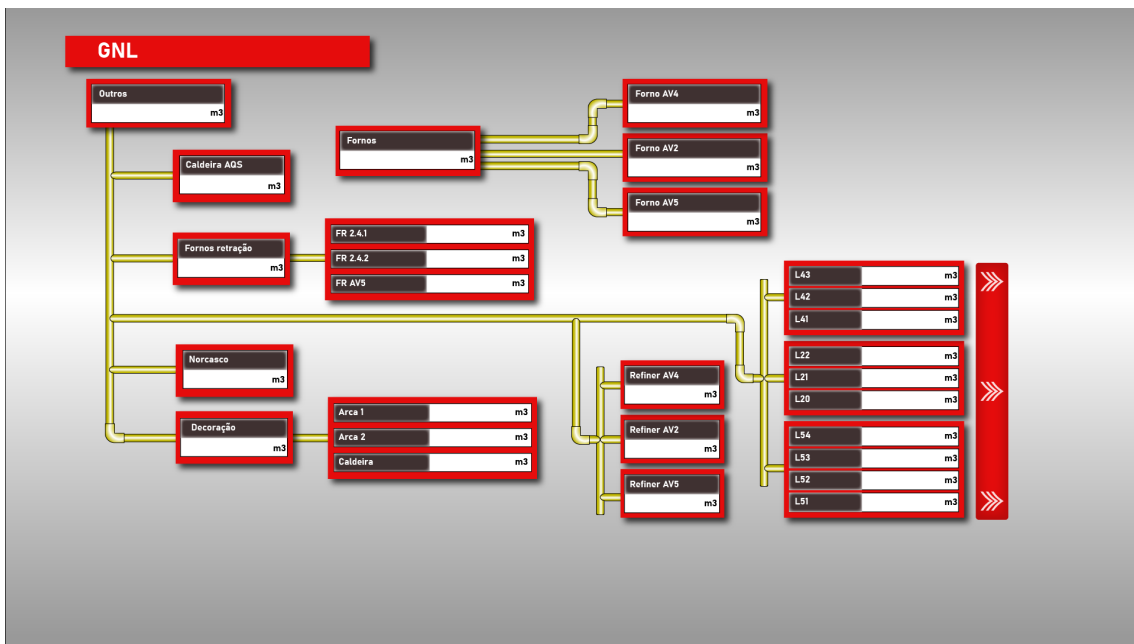 GNL
Outros
m3
Caldeira AQS
m3
Fornos retração
m3
FR 2.4.1 m3
FR 2.4.2 m3
FR AV5 m3
Norcasco
m3
Decoração
m3
Arca 1 m3
Arca 2 m3
Caldeira m3
Fornos
m3
Forno AV4
m3
Forno AV2
m3
Forno AV5
m3
Refiner AV4
m3
Refiner AV2
m3
Refiner AV5
m3
L43 m3
L42 m3
L41 m3
L22 m3
L21 m3
L20 m3
L54 m3
L53 m3
L52 m3
L51 m3